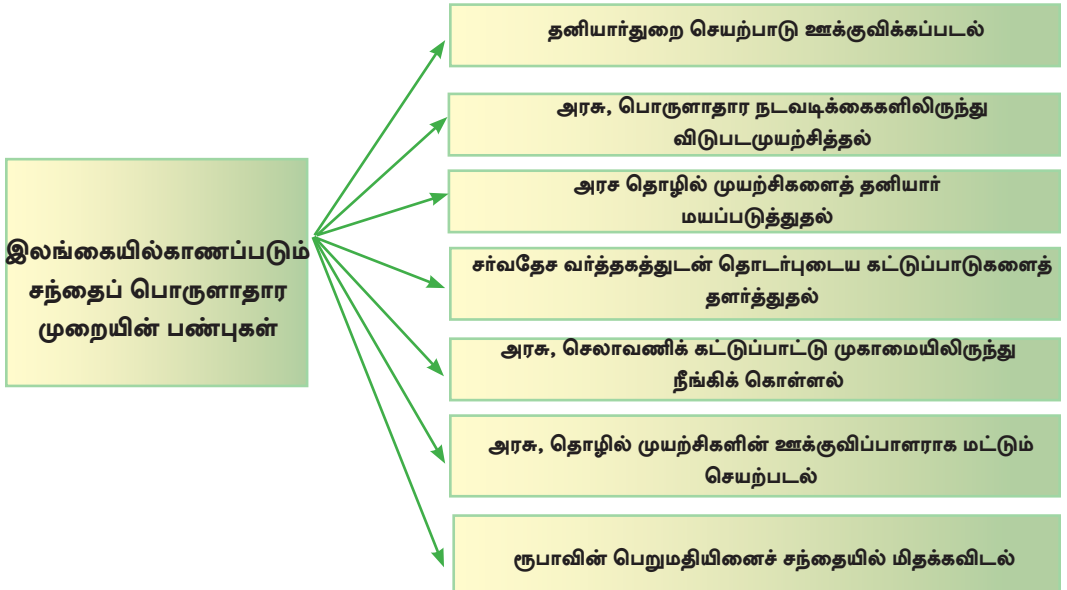 இலங்கையில்காணப்படும்
சந்தைப் பொருளாதார
முறையின் பண்புகள்
தனியார்துறை செயற்பாடு ஊக்குவிக்கப்படல்
அரசு, பொருளாதார நடவடிக்கைகளிலிருந்து
விடுபடமுயற்சித்தல்
அரச தொழில் முயற்சிகளைத் தனியார்
மயப்படுத்துதல்
சர்வதேச வர்த்தகத்துடன் தொடர்புடைய கட்டுப்பாடுகளைத்
தளர்த்துதல்
அரசு, செலாவணிக் கட்டுப்பாட்டு முகாமையிலிருந்து
நீங்கிக் கொள்ளல்
அரசு, தொழில் முயற்சிகளின் ஊக்குவிப்பாளராக மட்டும்
செயற்படல்
ரூபாவின் பெறுமதியினைச் சந்தையில் மிதக்கவிடல்